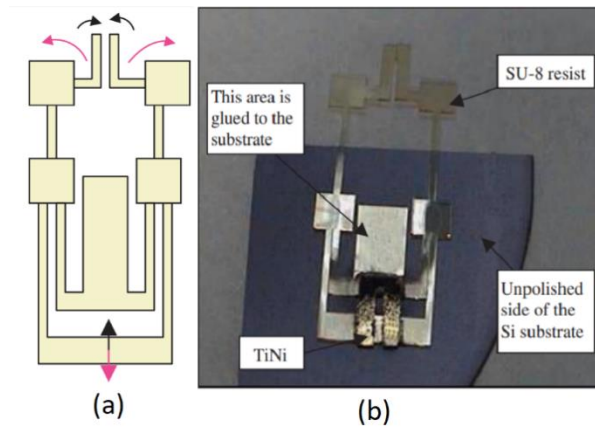 (a)
This area is
glued to the
substrate
SU-8 resist
Unpolished
side of the
Si substrate
TiNi
(b)